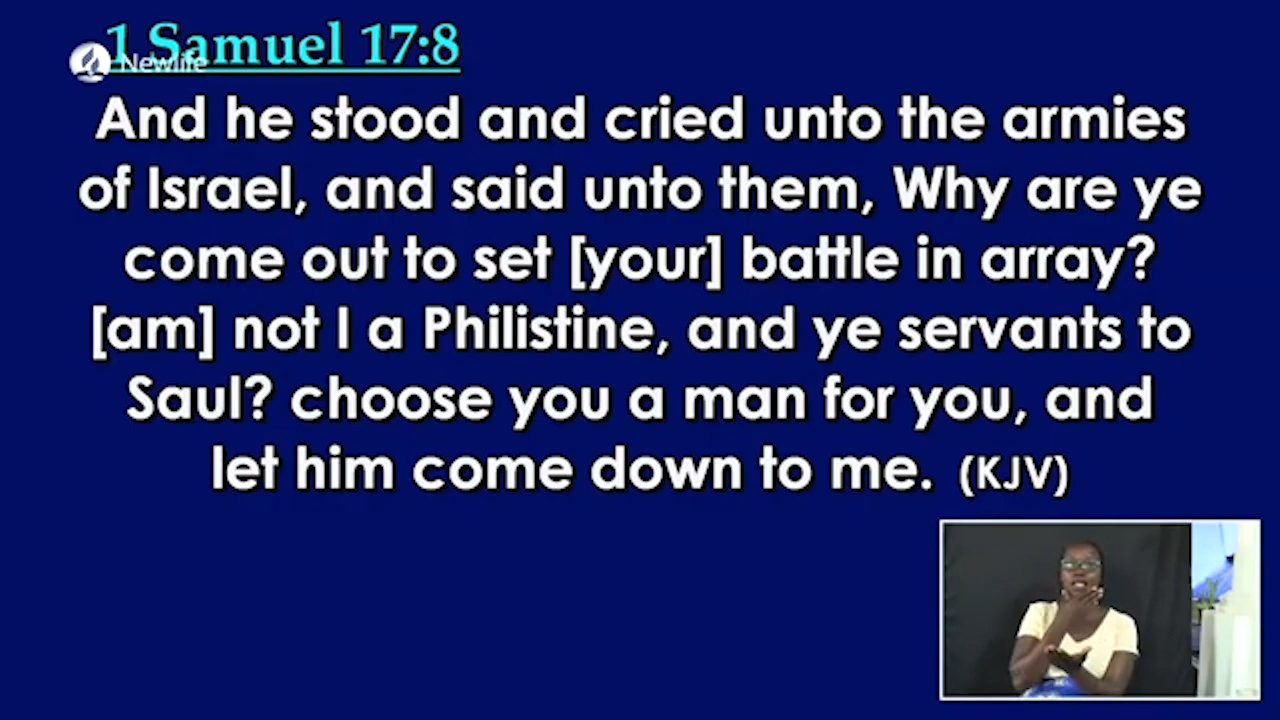 1 Samuel 17:8
Newlife
And he stood and cried unto the armies
of Israel, and said unto them, Why are ye
come out to set [your] battle in array?
[am] not I a Philistine, and ye servants to
Saul? choose you a man for you, and
let him come down to me. (KJV)